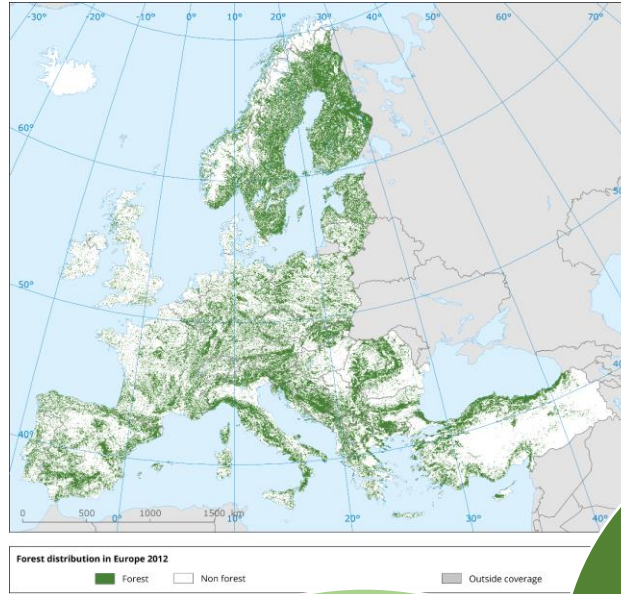 -30° -20° -10° 0° 10° 20° 30° 40° 50° 60° 70°
60°
50°
50
40°
40
0 500 1000 1500 km
0° 10° 20° 30° 40°
Forest distribution in Europe 2012
Forest Non forest Outside coverage